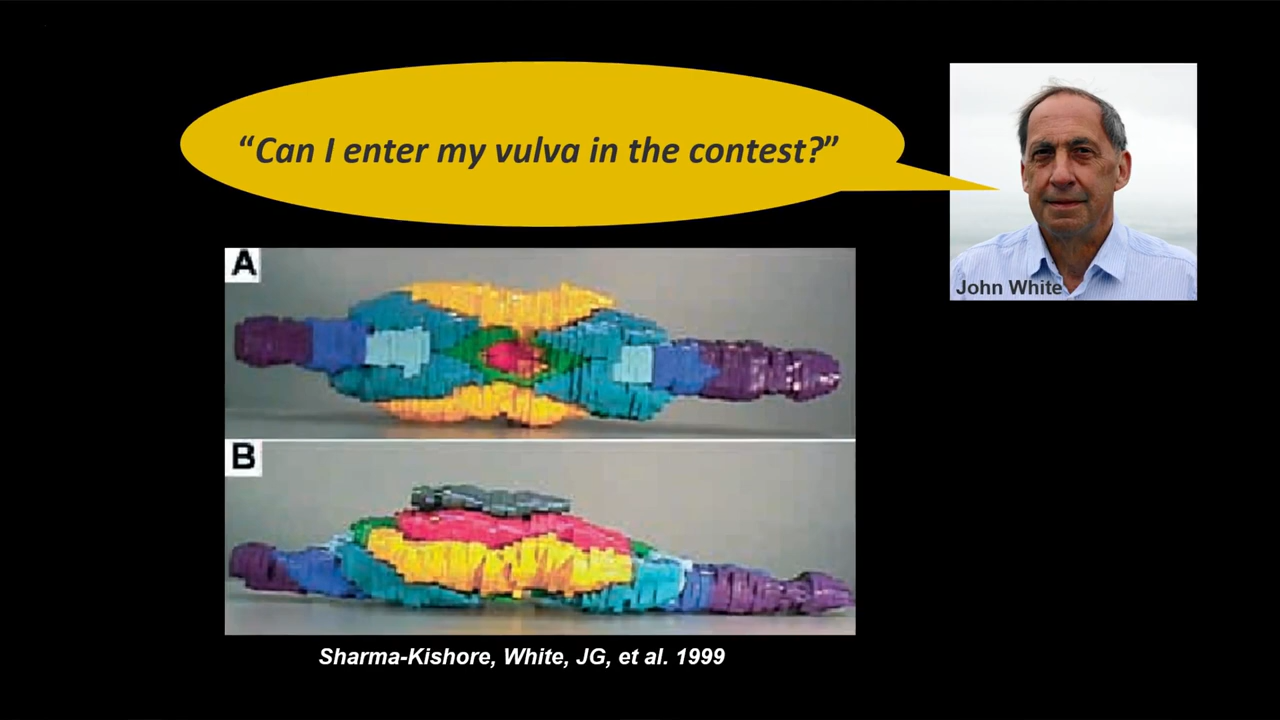 “Can I enter my vulva in the contest?”
John White
A
B
Sharma-Kishore, White, JG, et al. 1999